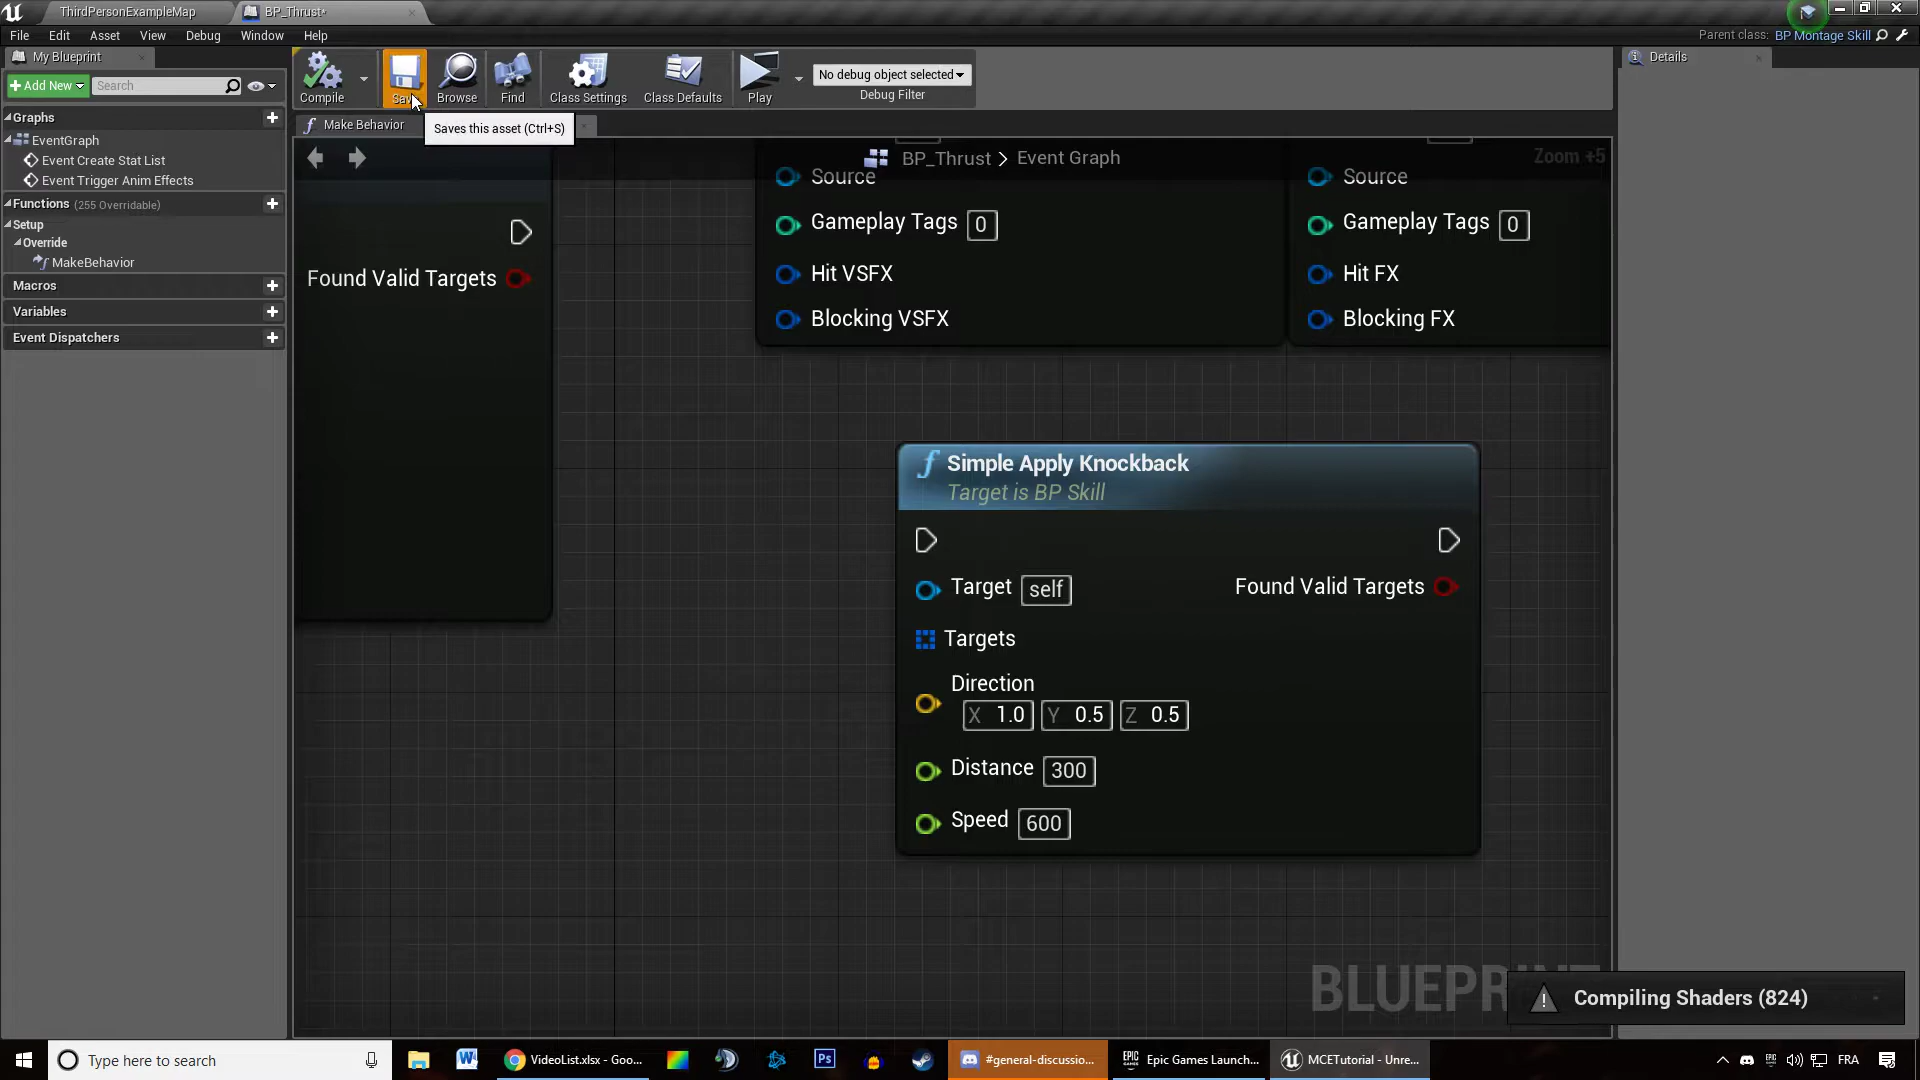 ThirdPersonExampleMap
BP_Thrust*
File Edit Asset View Debug Window Help
Parent class: BP Montage Skill
My Blueprint
Add New
Search
Compile
Save
Browse
Find
Class Settings
Class Defaults
Play
No debug object selected
Debug Filter
Details
Saves this asset (Ctrl+S)
Make Behavior
BP_Thrust > Event Graph
Zoom +5
Graphs
EventGraph
Event Create Stat List
Event Trigger Anim Effects
Functions (255 Overridable)
Setup
Override
MakeBehavior
Macros
Variables
Event Dispatchers
Found Valid Targets
Source
Gameplay Tags 0
Hit VSFX
Blocking VSFX
Source
Gameplay Tags 0
Hit FX
Blocking FX
f Simple Apply Knockback
Target is BP Skill
Target self
Found Valid Targets
Targets
Direction
X 1.0 Y 0.5 Z 0.5
Distance 300
Speed 600
Compiling Shaders (824)
Type here to search
VideoList.xlsx - Goo...
#general-discussio...
Epic Games Launch...
MCETutorial - Unre...
FRA